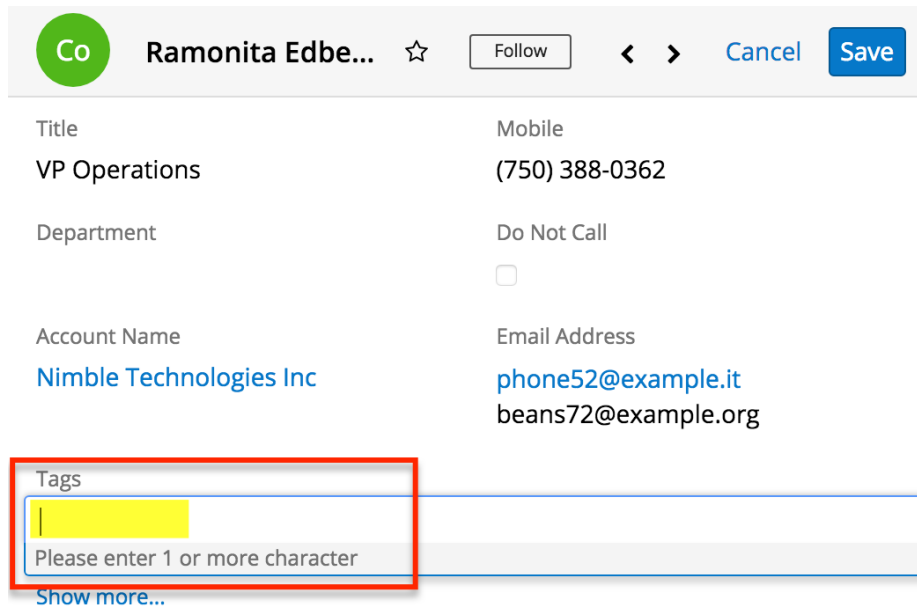 Co Ramonita Edbe... Follow Cancel Save
Title
VP Operations
Mobile
(750) 388-0362
Department
Do Not Call
Account Name
Nimble Technologies Inc
Email Address
phone52@example.it
beans72@example.org
Tags
Please enter 1 or more character
Show more...